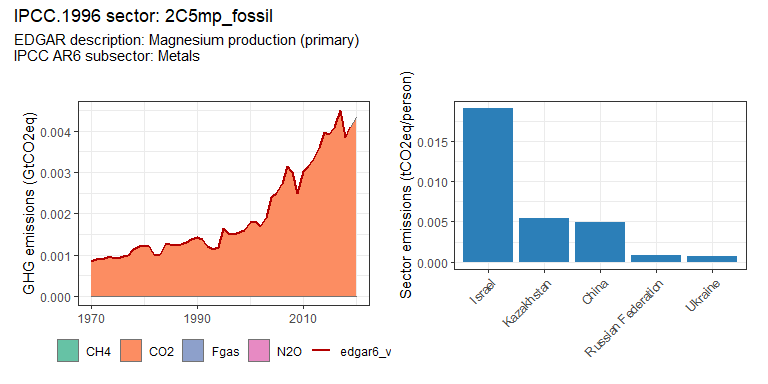 IPCC.1996 sector: 2C5mp_fossil
EDGAR description: Magnesium production (primary)
IPCC AR6 subsector: Metals
GHG emissions (GtCO2eq)
0.004
0.003
0.002
0.001
0.000
1970 1990 2010
CH4 CO2 Fgas N2O edgar6_v
Sector emissions (tCO2eq/person)
0.015
0.010
0.005
0.000
Israel
Kazakhstan
China
Russian Federation
Ukraine